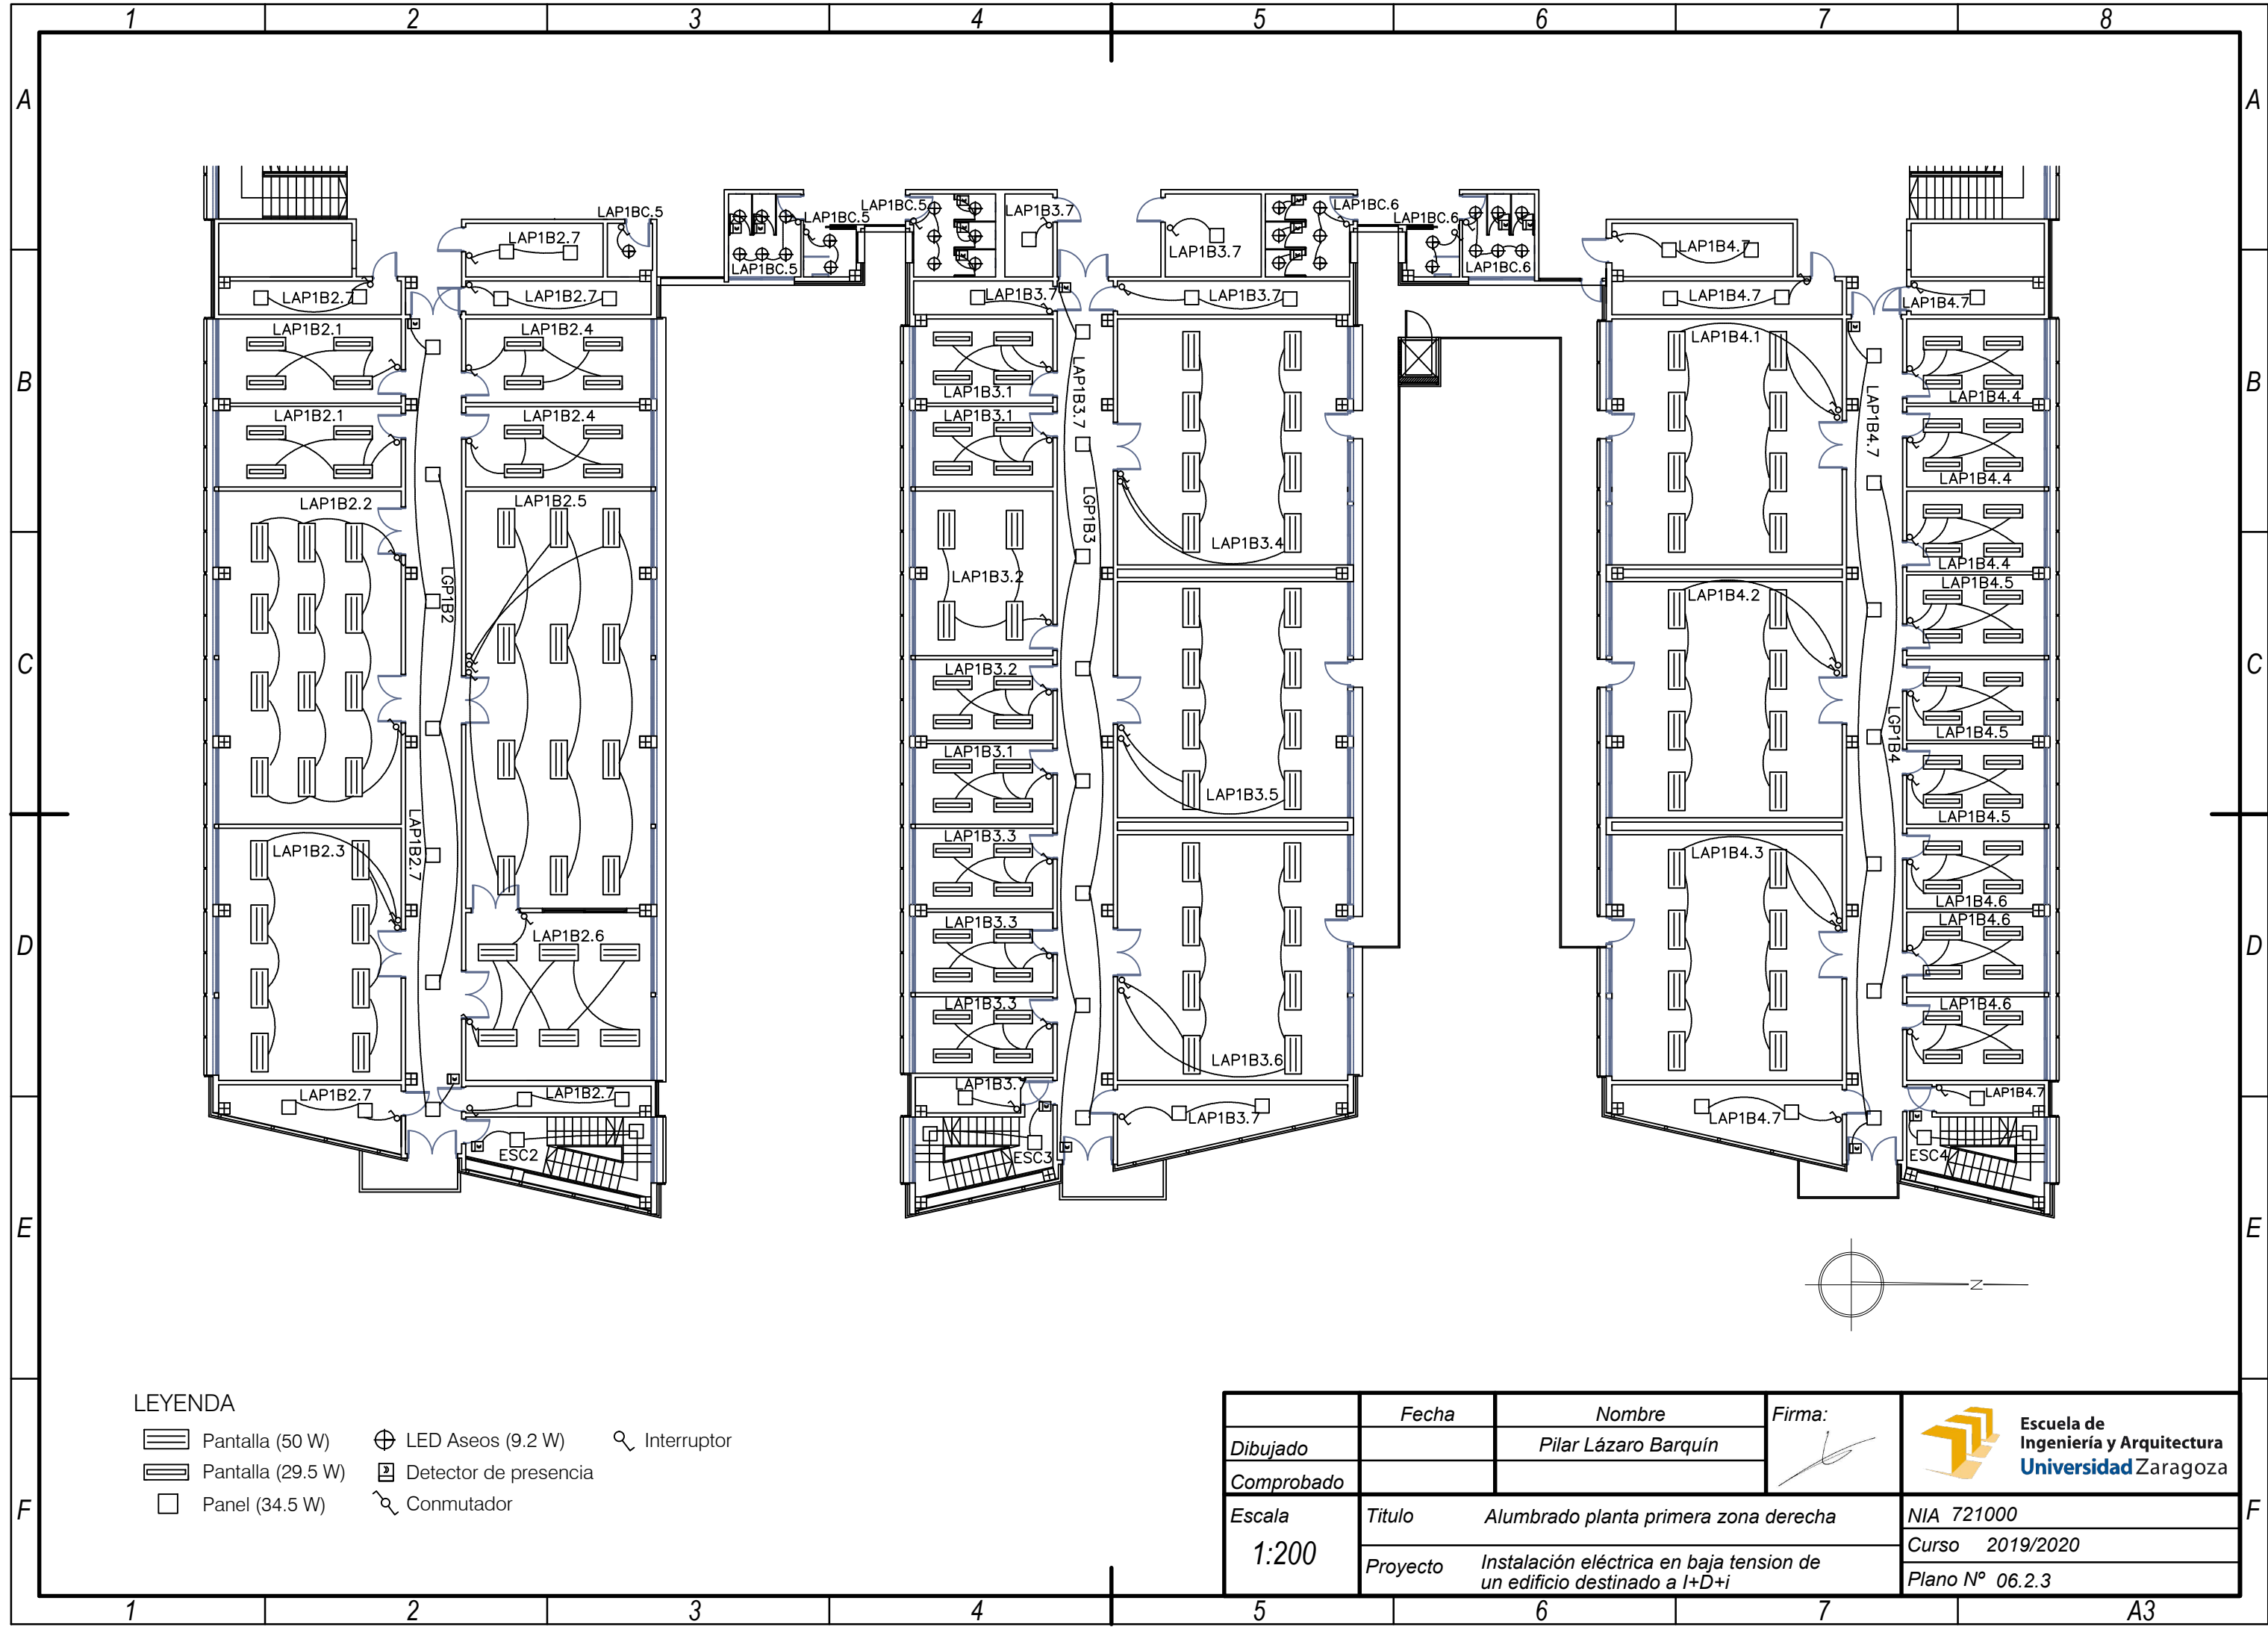 1 2 3 4 5 6 7 8
A A
B B
C C
D D
E E
F F
LAP1BC.5
LAP1B2.7
LAP1BC.5
LAP1BC.5
LAP1BC.5
LAP1B3.7
LAP1B3.7
LAP1BC.6
LAP1BC.6
LAP1BC.6
LAP1B4.7
LAP1B2.7
LAP1B2.7
LAP1B3.7
LAP1B3.7
LAP1B4.7
LAP1B4.7
LAP1B2.1
LAP1B2.4
LAP1B4.1
LAP1B3.1
LAP1B3.7
LAP1B4.7
LAP1B4.4
LAP1B2.1
LAP1B2.4
LAP1B3.1
LAP1B4.4
LAP1B2.2
LAP1B2.5
LGP1B3
LAP1B3.4
LAP1B4.4
LGP1B2
LAP1B3.2
LAP1B4.2
LAP1B4.5
LAP1B3.2
LAP1B4.5
LGP1B4
LAP1B3.1
LAP1B3.5
LAP1B4.5
LAP1B2.7
LAP1B2.3
LAP1B3.3
LAP1B4.3
LAP1B4.6
LAP1B2.6
LAP1B3.3
LAP1B4.6
LAP1B3.3
LAP1B4.6
LAP1B3.6
LAP1B2.7
LAP1B2.7
LAP1B3.7
LAP1B3.7
LAP1B4.7
LAP1B4.7
ESC2
ESC3
ESC4
N
LEYENDA
Pantalla (50 W)
Pantalla (29.5 W)
Panel (34.5 W)
LED Aseos (9.2 W)
Detector de presencia
Conmutador
Interruptor
Fecha
Nombre
Firma:
Dibujado
Pilar Lázaro Barquín
Comprobado
Escuela de
Ingeniería y Arquitectura
Universidad Zaragoza
Escala
1:200
Titulo
Alumbrado planta primera zona derecha
Proyecto
Instalación eléctrica en baja tension de
un edificio destinado a I+D+i
NIA 721000
Curso 2019/2020
Plano Nº 06.2.3
1 2 3 4 5 6 7 A3